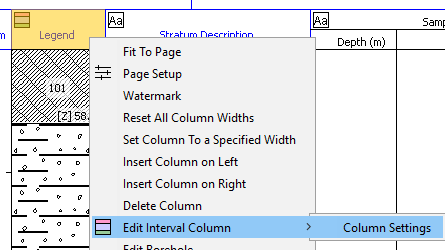 Legend
Aa
Stratum Description
Aa
Depth (m)
101
[Z] 58.
Fit To Page
Page Setup
Watermark
Reset All Column Widths
Set Column To a Specified Width
Insert Column on Left
Insert Column on Right
Delete Column
Edit Interval Column
Column Settings
Edit Borehole